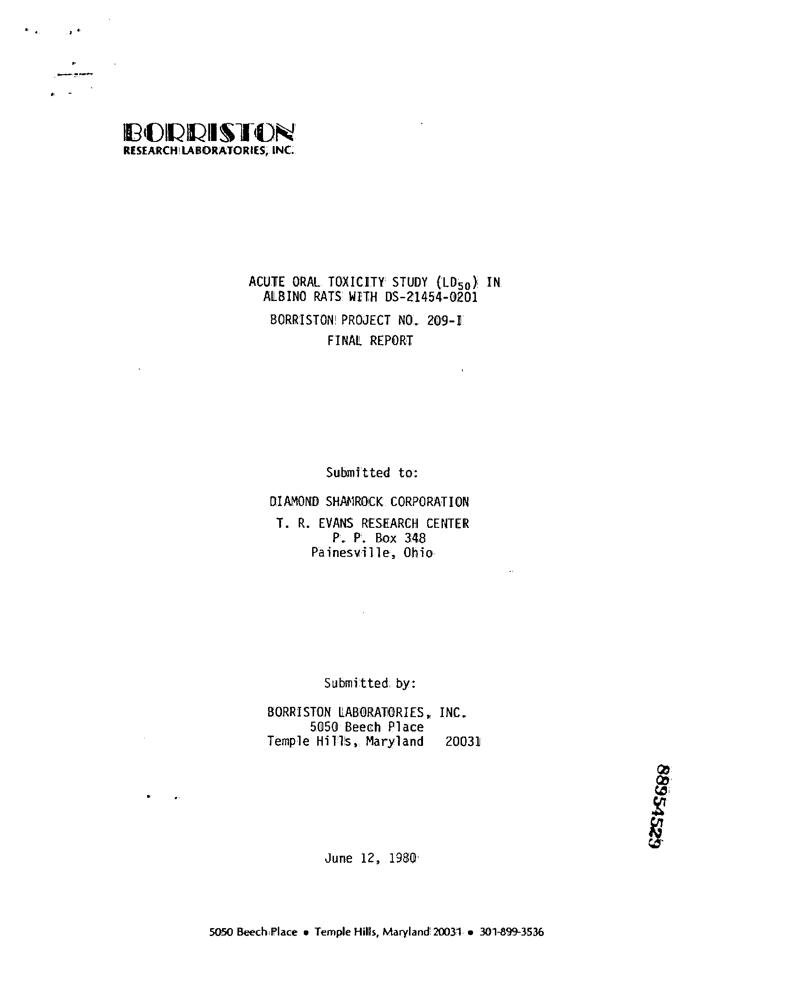 BORRISTON
RESEARCH LABORATORIES, INC.
ACUTE ORAL TOXICITY STUDY (LD50) IN
ALBINO RATS WITH DS-21454-0201
BORRISTON PROJECT NO. 209-I
FINAL REPORT
Submitted to:
DIAMOND SHAMROCK CORPORATION
T. R. EVANS RESEARCH CENTER
P. P. Box 348
Painesville, Ohio
Submitted by:
BORRISTON LABORATORIES, INC.
5050 Beech Place
Temple Hills, Maryland 20031
88954529
June 12, 1980
5050 Beech Place • Temple Hills, Maryland 20031 • 301-899-3536